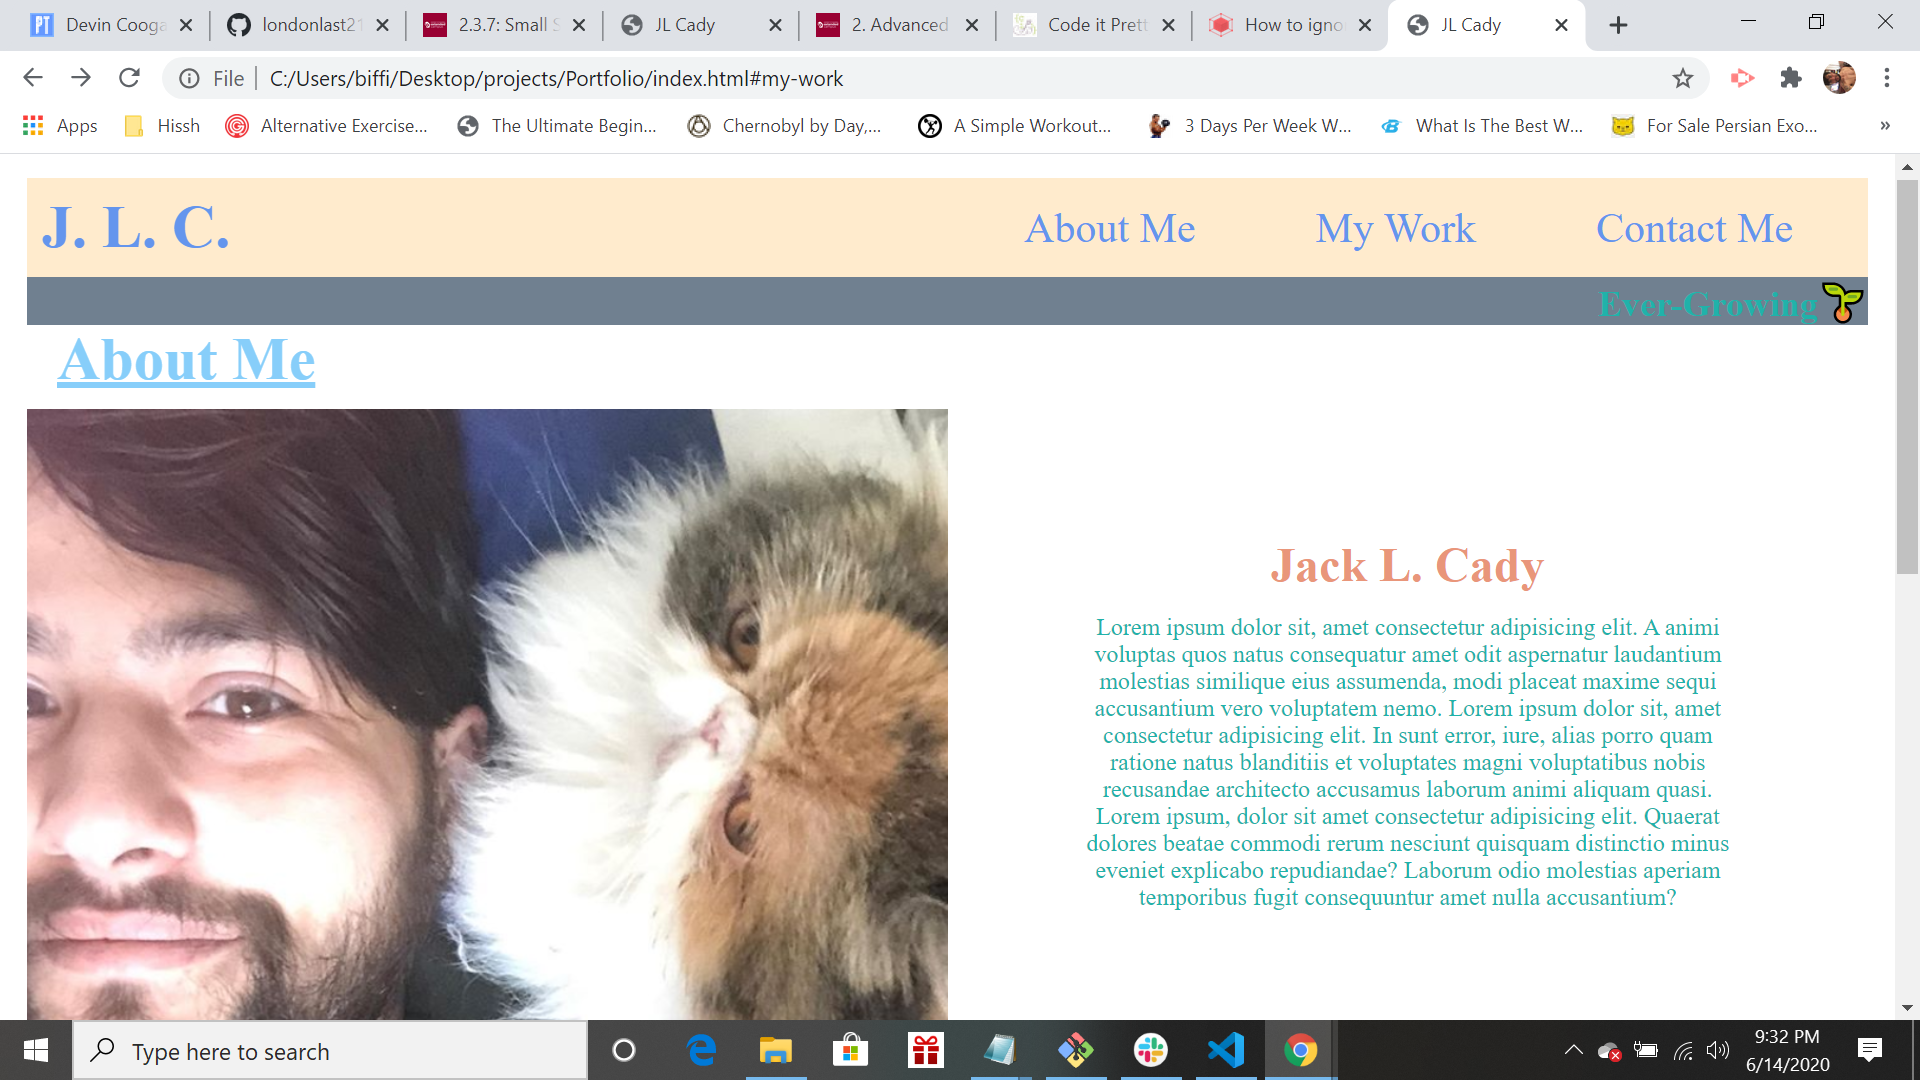 Devin Cooga
londonlast21
2.3.7: Small S
JL Cady
2. Advanced
Code it Prett
How to igno
JL Cady
File
C:/Users/biffi/Desktop/projects/Portfolio/index.html#my-work
Apps
Hissh
Alternative Exercise...
The Ultimate Begin...
Chernobyl by Day,...
A Simple Workout...
3 Days Per Week W...
What Is The Best W...
For Sale Persian Exo...
»
J. L. C.
About Me
My Work
Contact Me
Ever-Growing
About Me
Jack L. Cady
Lorem ipsum dolor sit, amet consectetur adipisicing elit. A animi
voluptas quos natus consequatur amet odit aspernatur laudantium
molestias similique eius assumenda, modi placeat maxime sequi
accusantium vero voluptatem nemo. Lorem ipsum dolor sit, amet
consectetur adipisicing elit. In sunt error, iure, alias porro quam
ratione natus blanditiis et voluptates magni voluptatibus nobis
recusandae architecto accusamus laborum animi aliquam quasi.
Lorem ipsum, dolor sit amet consectetur adipisicing elit. Quaerat
dolores beatae commodi rerum nesciunt quisquam distinctio minus
eveniet explicabo repudiandae? Laborum odio molestias aperiam
temporibus fugit consequuntur amet nulla accusantium?
Type here to search
9:32 PM
6/14/2020